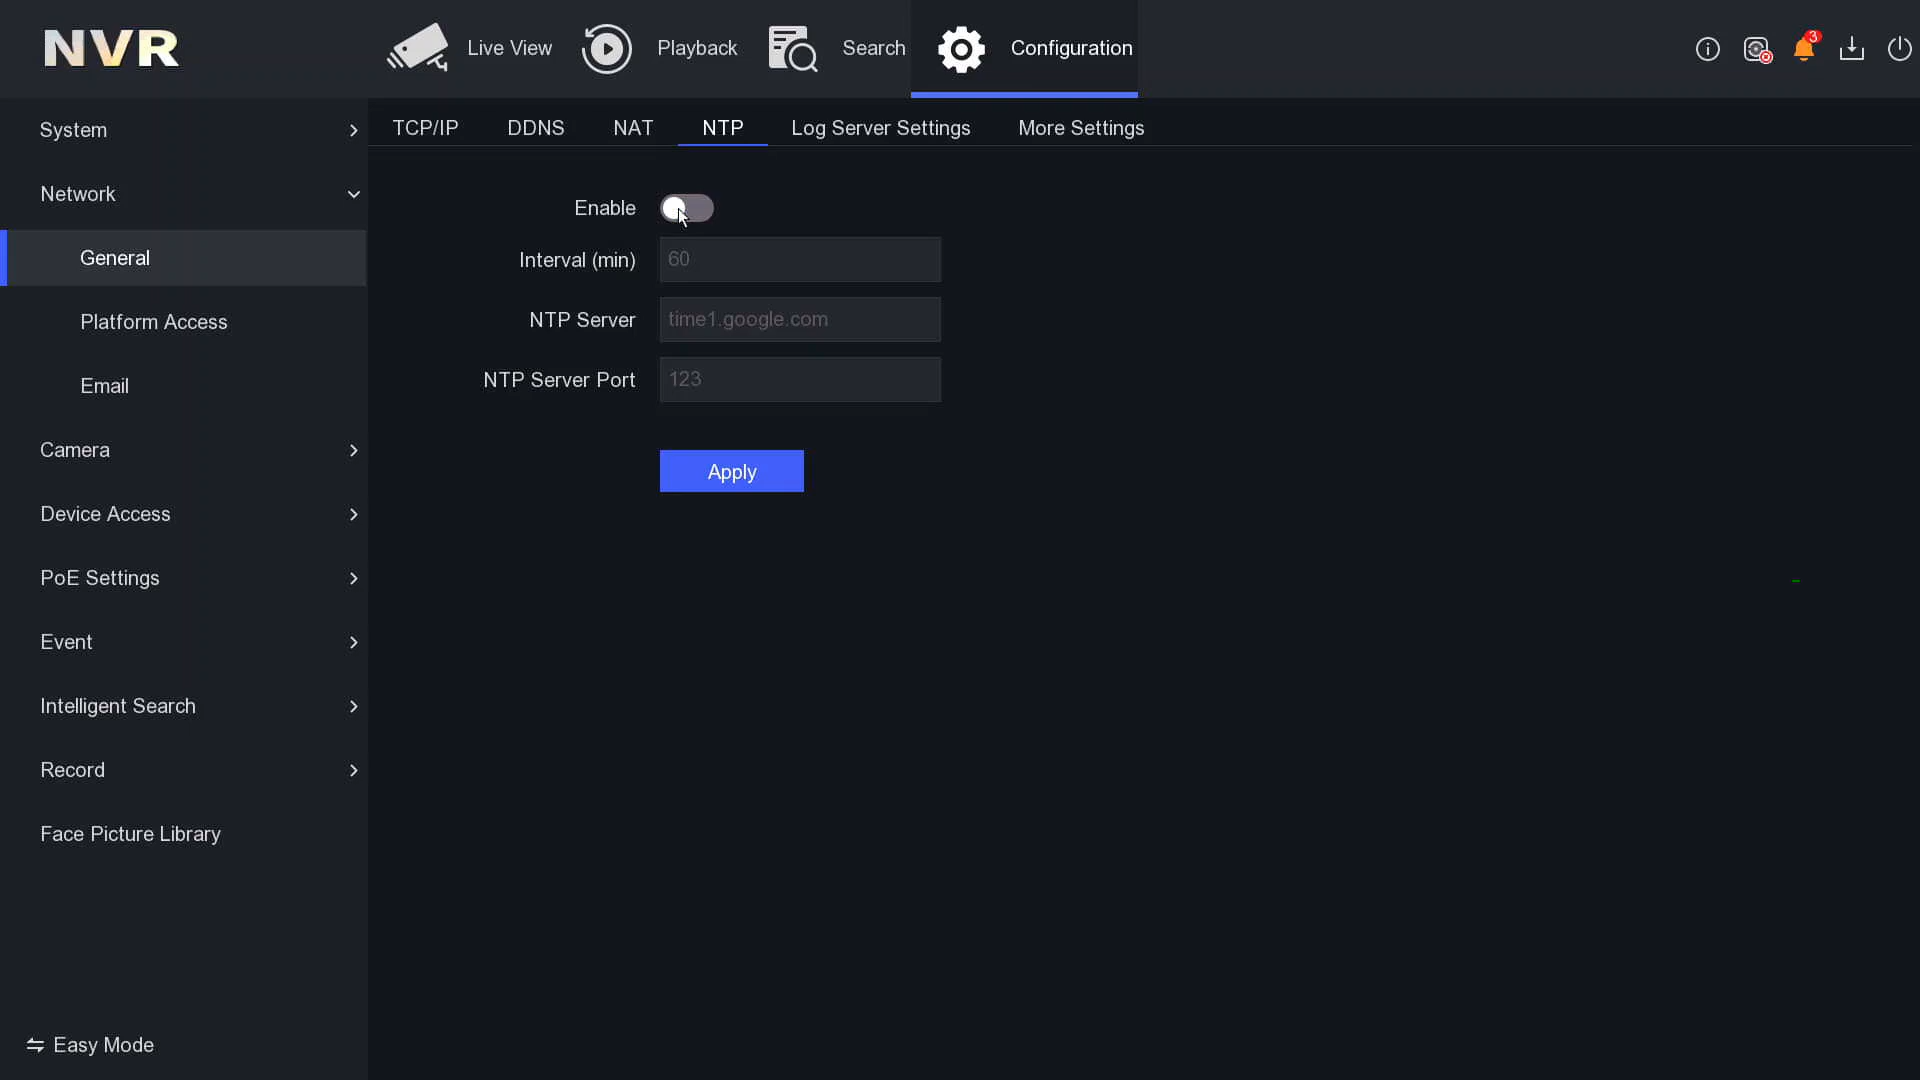 NVR
Live View
Playback
Search
Configuration
3
System
Network
General
Platform Access
Email
Camera
Device Access
PoE Settings
Event
Intelligent Search
Record
Face Picture Library
Easy Mode
TCP/IP
DDNS
NAT
NTP
Log Server Settings
More Settings
Enable
Interval (min)
60
NTP Server
time1.google.com
NTP Server Port
123
Apply